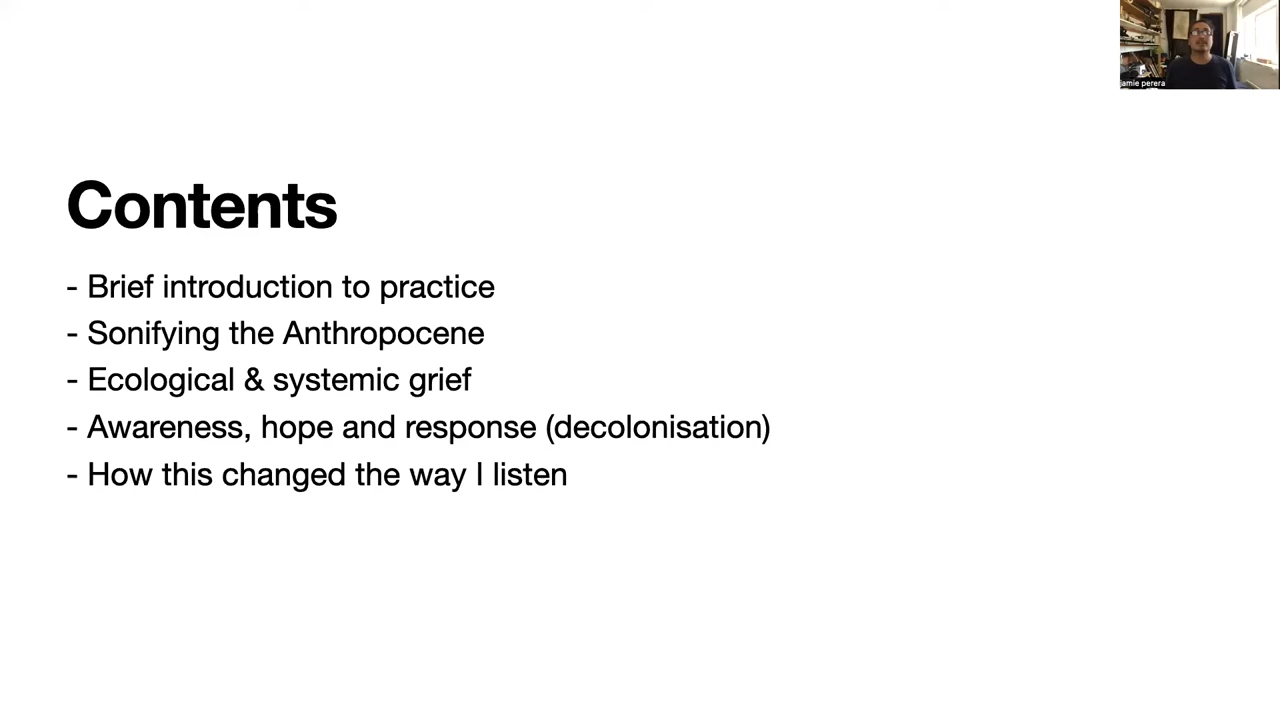 jamie perera
Contents
- Brief introduction to practice
- Sonifying the Anthropocene
- Ecological & systemic grief
- Awareness, hope and response (decolonisation)
- How this changed the way I listen